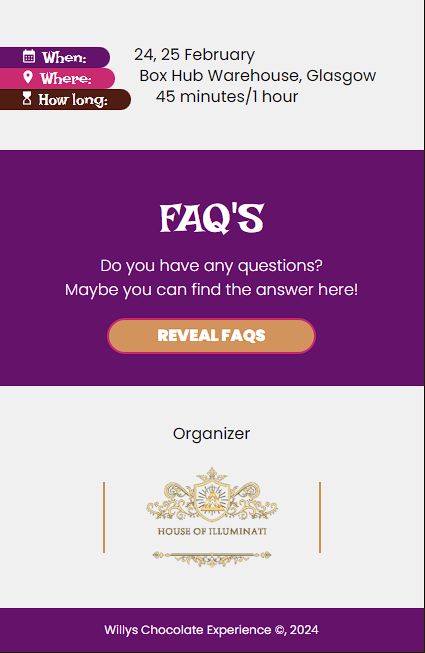 When: 24, 25 February
Where: Box Hub Warehouse, Glasgow
How long: 45 minutes/1 hour
FAQ'S
Do you have any questions?
Maybe you can find the answer here!
REVEAL FAQS
Organizer
HOUSE OF ILLUMINATI
Willys Chocolate Experience ©, 2024